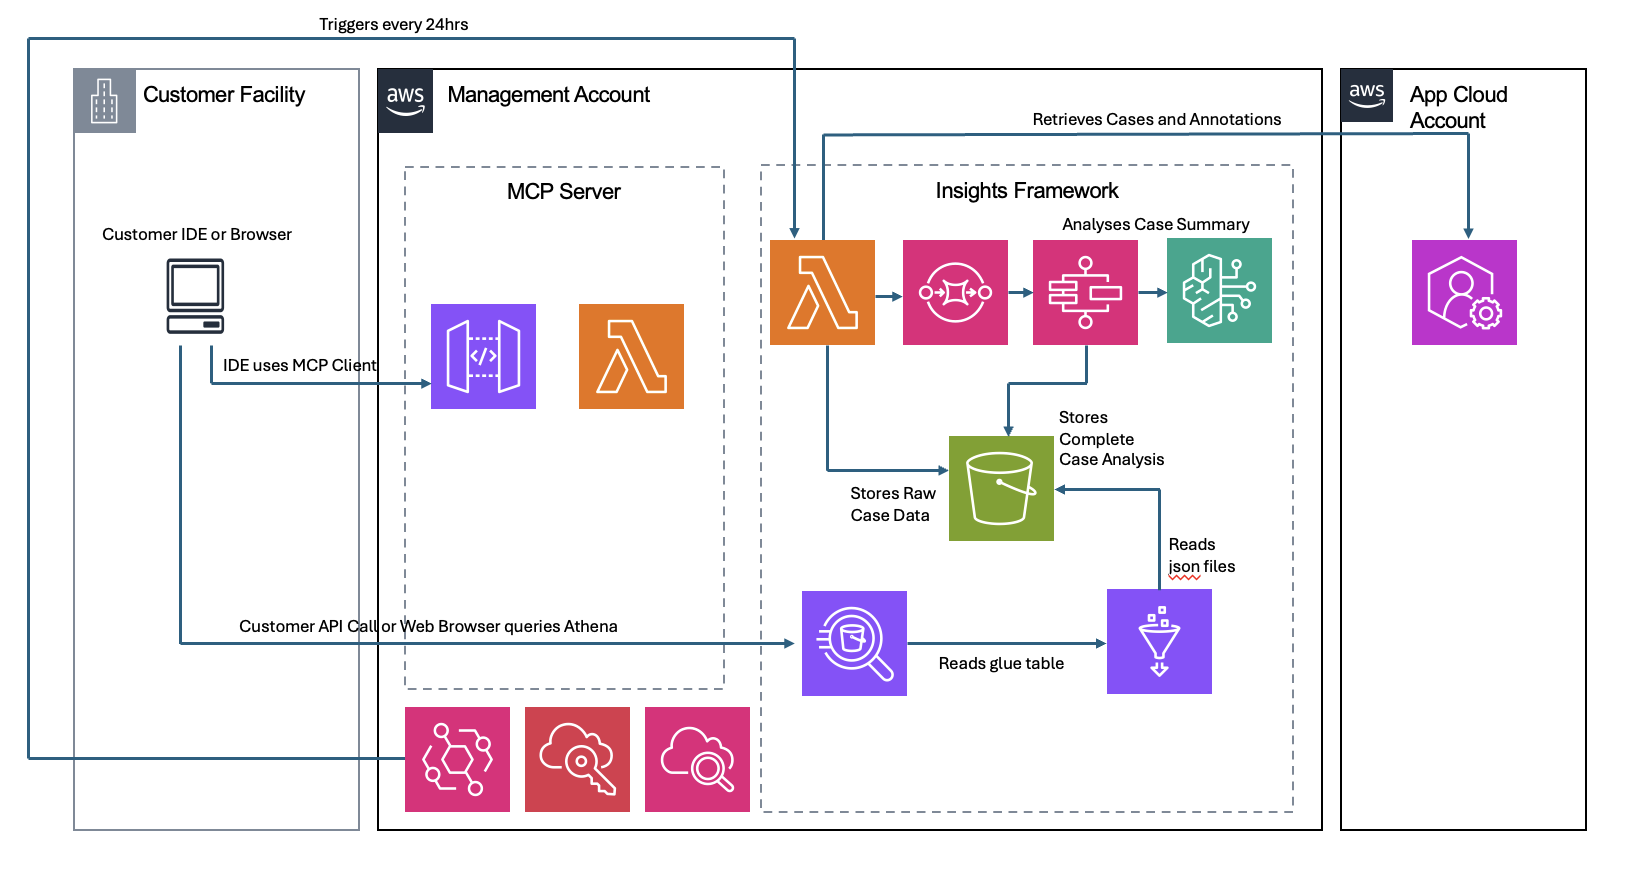 Triggers every 24hrs
Customer Facility
aws
Management Account
aws
App Cloud
Account
Retrieves Cases and Annotations
MCP Server
Insights Framework
Analyses Case Summary
Customer IDE or Browser
IDE uses MCP Client
</>
Stores
Complete
Case Analysis
Stores Raw
Case Data
Reads
json files
Customer API Call or Web Browser queries Athena
Reads glue table